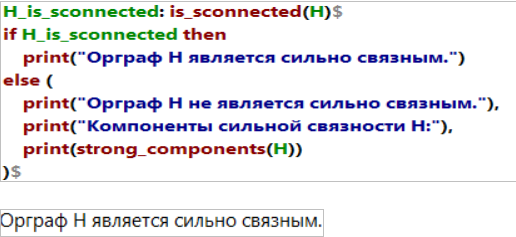 H_is_sconnected: is_sconnected(H)$
if H_is_sconnected then
print("Орграф H является сильно связным.")
else (
print("Орграф H не является сильно связным."),
print("Компоненты сильной связности H:"),
print(strong_components(H))
)$
Орграф H является сильно связным.